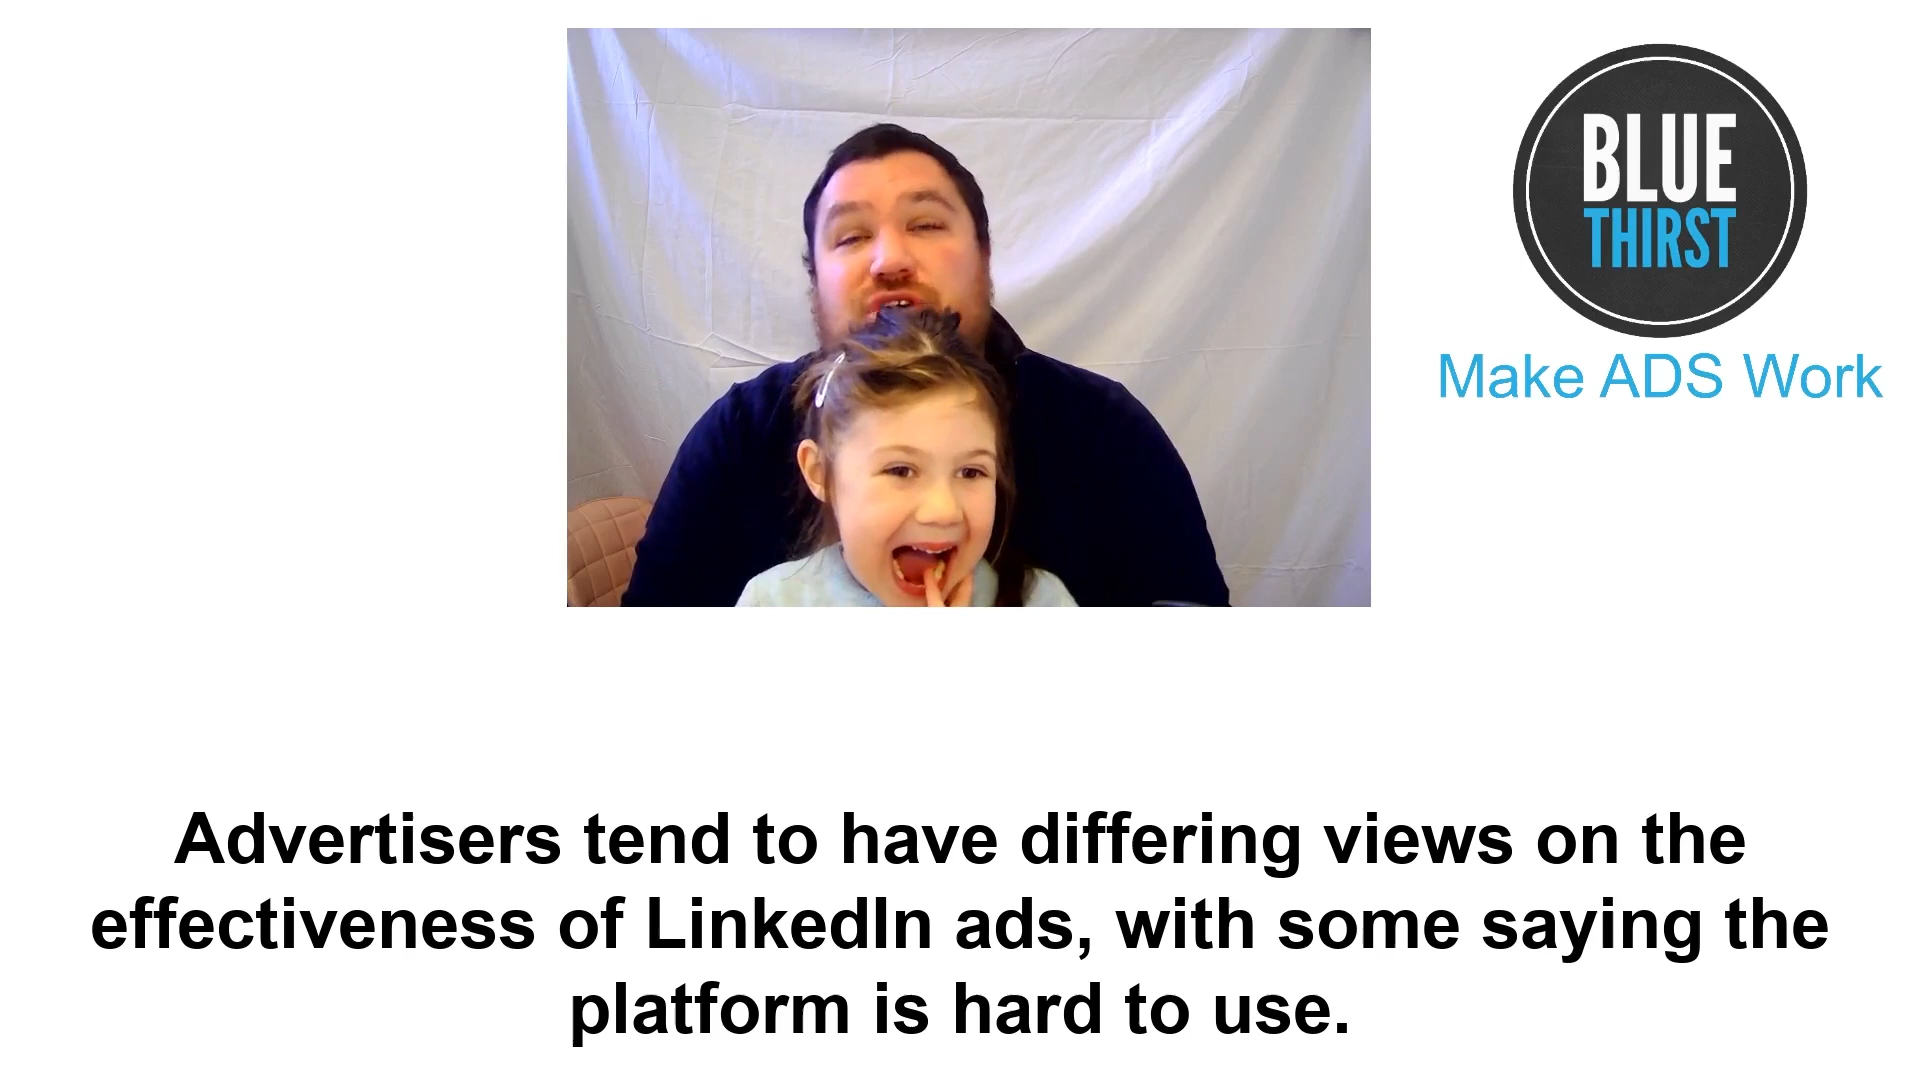 BLUE
THIRST
Make ADS Work
Advertisers tend to have differing views on the
effectiveness of LinkedIn ads, with some saying the
platform is hard to use.